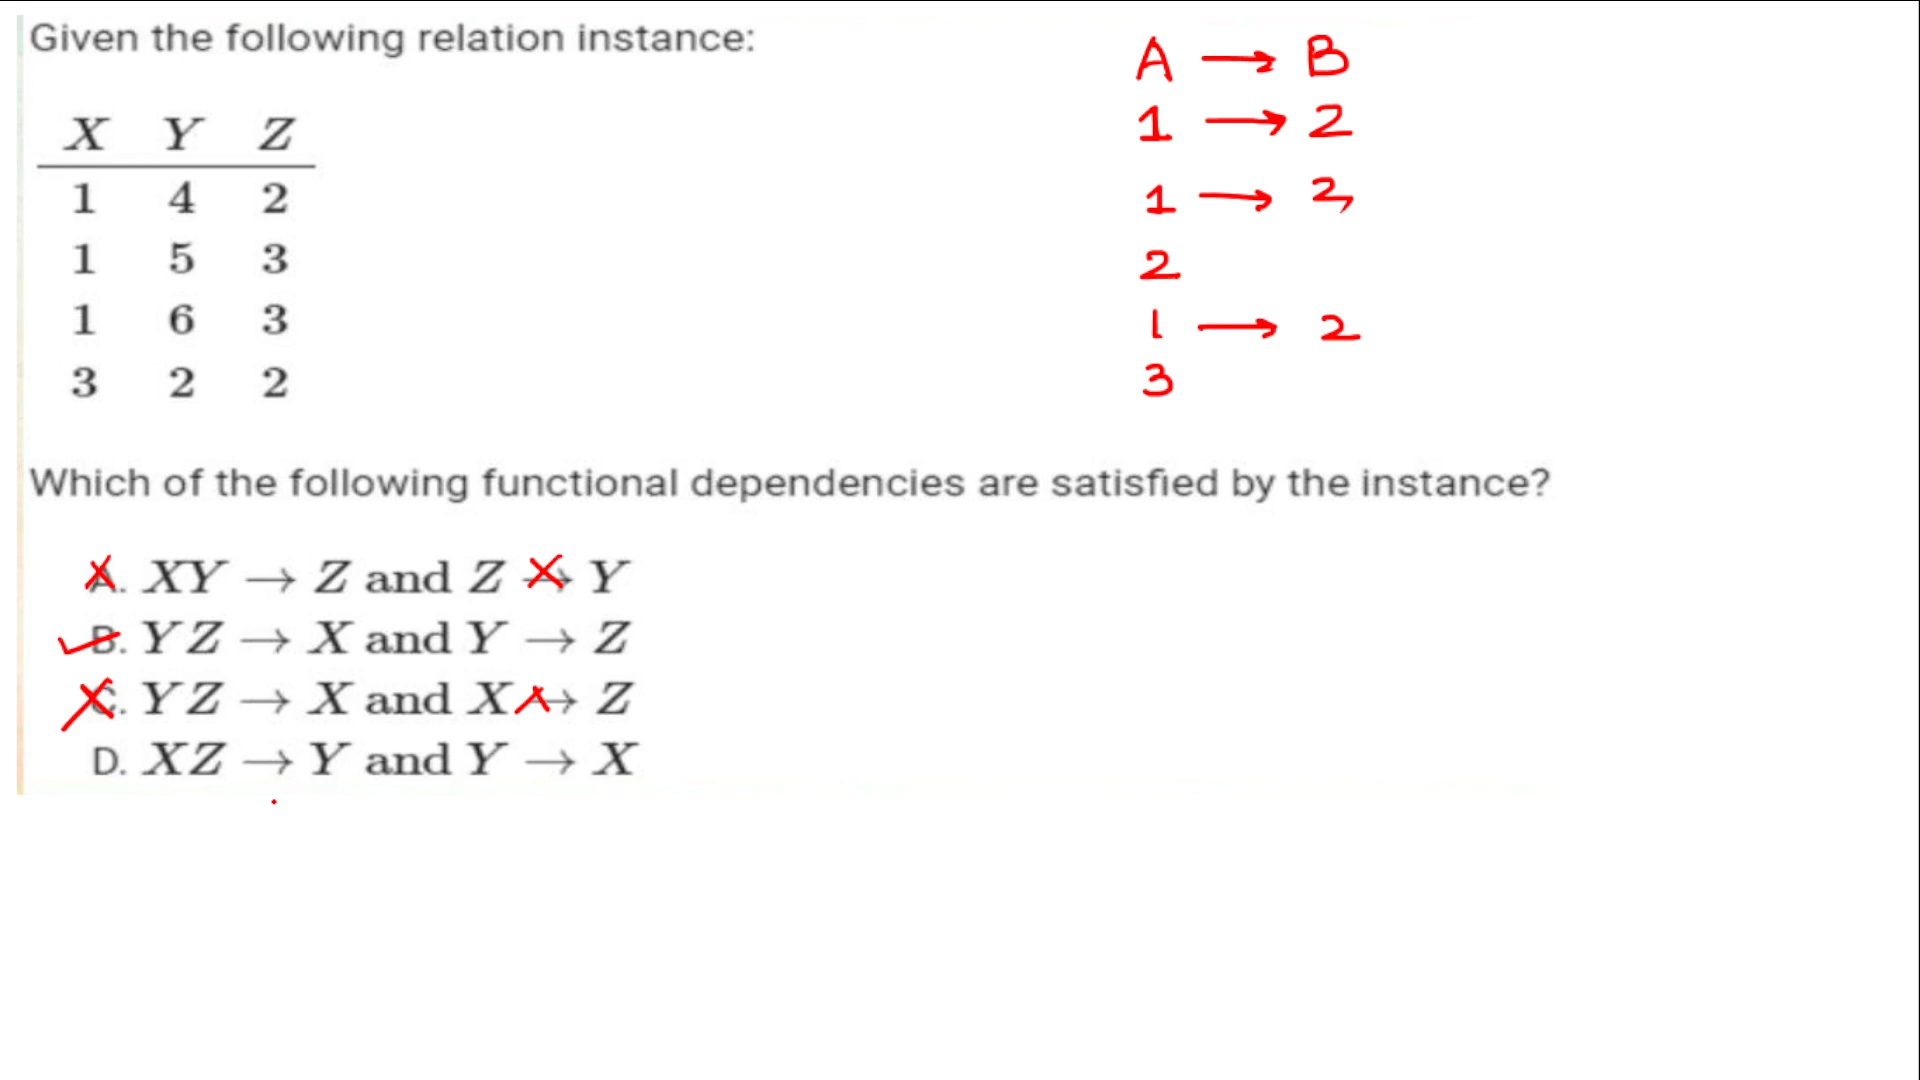 Given the following relation instance:
X Y Z
1 4 2
1 5 3
1 6 3
3 2 2
A → B
1 → 2
1 → 2
2
1 → 2
3
Which of the following functional dependencies are satisfied by the instance?
A. XY → Z and Z → Y
B. YZ → X and Y → Z
C. YZ → X and X → Z
D. XZ → Y and Y → X